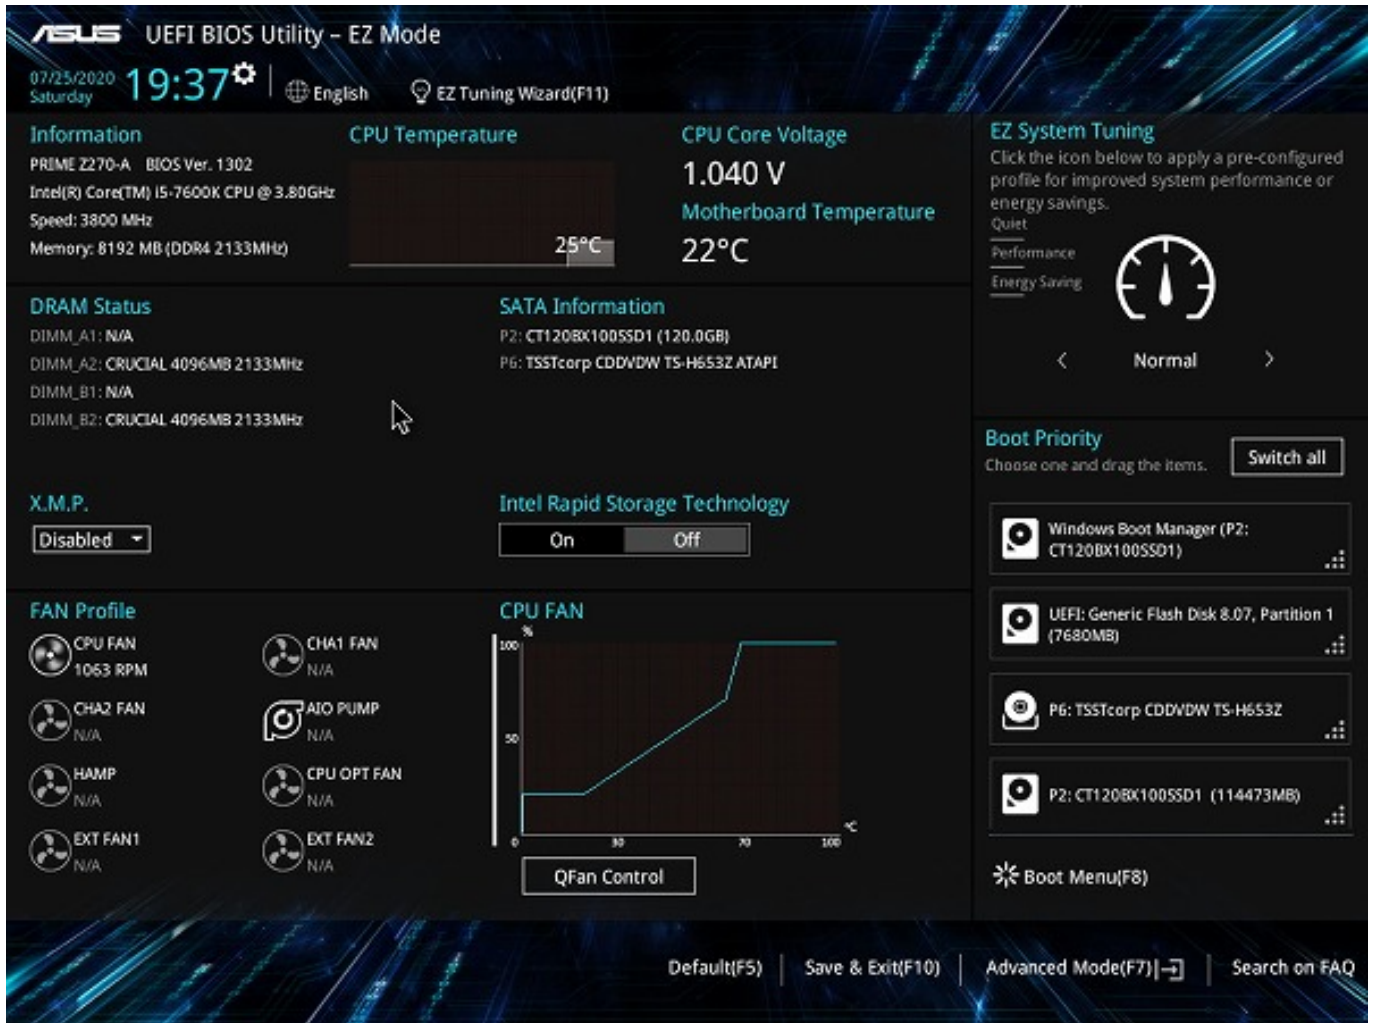 ASUS UEFI BIOS Utility – EZ Mode
07/25/2020
Saturday
19:37
English
EZ Tuning Wizard(F11)
Information
PRIME Z270-A BIOS Ver. 1302
Intel(R) Core(TM) i5-7600K CPU @ 3.80GHz
Speed: 3800 MHz
Memory: 8192 MB (DDR4 2133MHz)
CPU Temperature
25°C
CPU Core Voltage
1.040 V
Motherboard Temperature
22°C
EZ System Tuning
Click the icon below to apply a pre-configured
profile for improved system performance or
energy savings.
Quiet
Performance
Energy Saving
Normal
DRAM Status
DIMM_A1: N/A
DIMM_A2: CRUCIAL 4096MB 2133MHz
DIMM_B1: N/A
DIMM_B2: CRUCIAL 4096MB 2133MHz
SATA Information
P2: CT120BX100SSD1 (120.0GB)
P6: TSSTcorp CDDVDW TS-H653Z ATAPI
X.M.P.
Disabled
Intel Rapid Storage Technology
On
Off
FAN Profile
CPU FAN
1063 RPM
CHA1 FAN
N/A
CHA2 FAN
N/A
AIO PUMP
N/A
HAMP
N/A
CPU OPT FAN
N/A
EXT FAN1
N/A
EXT FAN2
N/A
CPU FAN
%
100
50
0 30 70 100
°C
QFan Control
Boot Priority
Choose one and drag the items.
Switch all
Windows Boot Manager (P2:
CT120BX100SSD1)
UEFI: Generic Flash Disk 8.07, Partition 1
(7680MB)
P6: TSSTcorp CDDVDW TS-H653Z
P2: CT120BX100SSD1 (114473MB)
Boot Menu(F8)
Default(F5)
Save & Exit(F10)
Advanced Mode(F7)
Search on FAQ